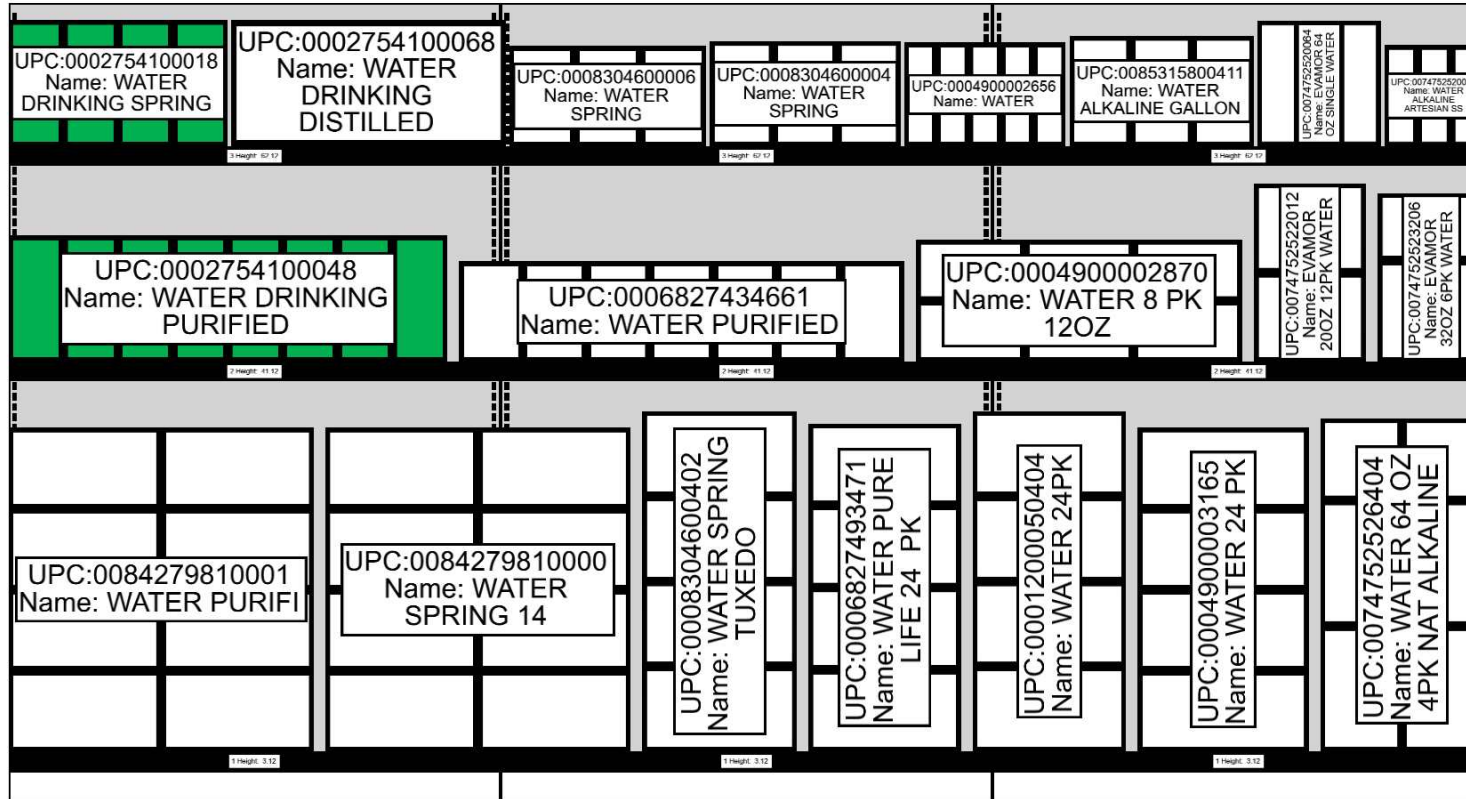 UPC:0002754100018
Name: WATER
DRINKING SPRING
UPC:0002754100068
Name: WATER
DRINKING
DISTILLED
UPC:0008304600006
Name: WATER
SPRING
UPC:0008304600004
Name: WATER
SPRING
UPC:0004900002656
Name: WATER
UPC:0085315800411
Name: WATER
ALKALINE GALLON
UPC:0074752520064
Name: EVAMOR 64
OZ SINGLE WATER
UPC:00747525200
Name: WATER
ALKALINE
ARTESIAN SS
3 Height: 62.12
3 Height: 62.12
3 Height: 62.12
UPC:0002754100048
Name: WATER DRINKING
PURIFIED
UPC:0006827434661
Name: WATER PURIFIED
UPC:0004900002870
Name: WATER 8 PK
12OZ
UPC:0074752522012
Name: EVAMOR
20OZ 12PK WATER
UPC:0074752523206
Name: EVAMOR
32OZ 6PK WATER
2 Height: 41.12
2 Height: 41.12
2 Height: 41.12
UPC:0084279810001
Name: WATER PURIFI
UPC:0084279810000
Name: WATER
SPRING 14
UPC:0008304600402
Name: WATER SPRING
TUXEDO
UPC:0006827493471
Name: WATER PURE
LIFE 24 PK
UPC:0001200050404
Name: WATER 24PK
UPC:0004900003165
Name: WATER 24 PK
UPC:0074752526404
Name: WATER 64 OZ
4PK NAT ALKALINE
1 Height: 3.12
1 Height: 3.12
1 Height: 3.12